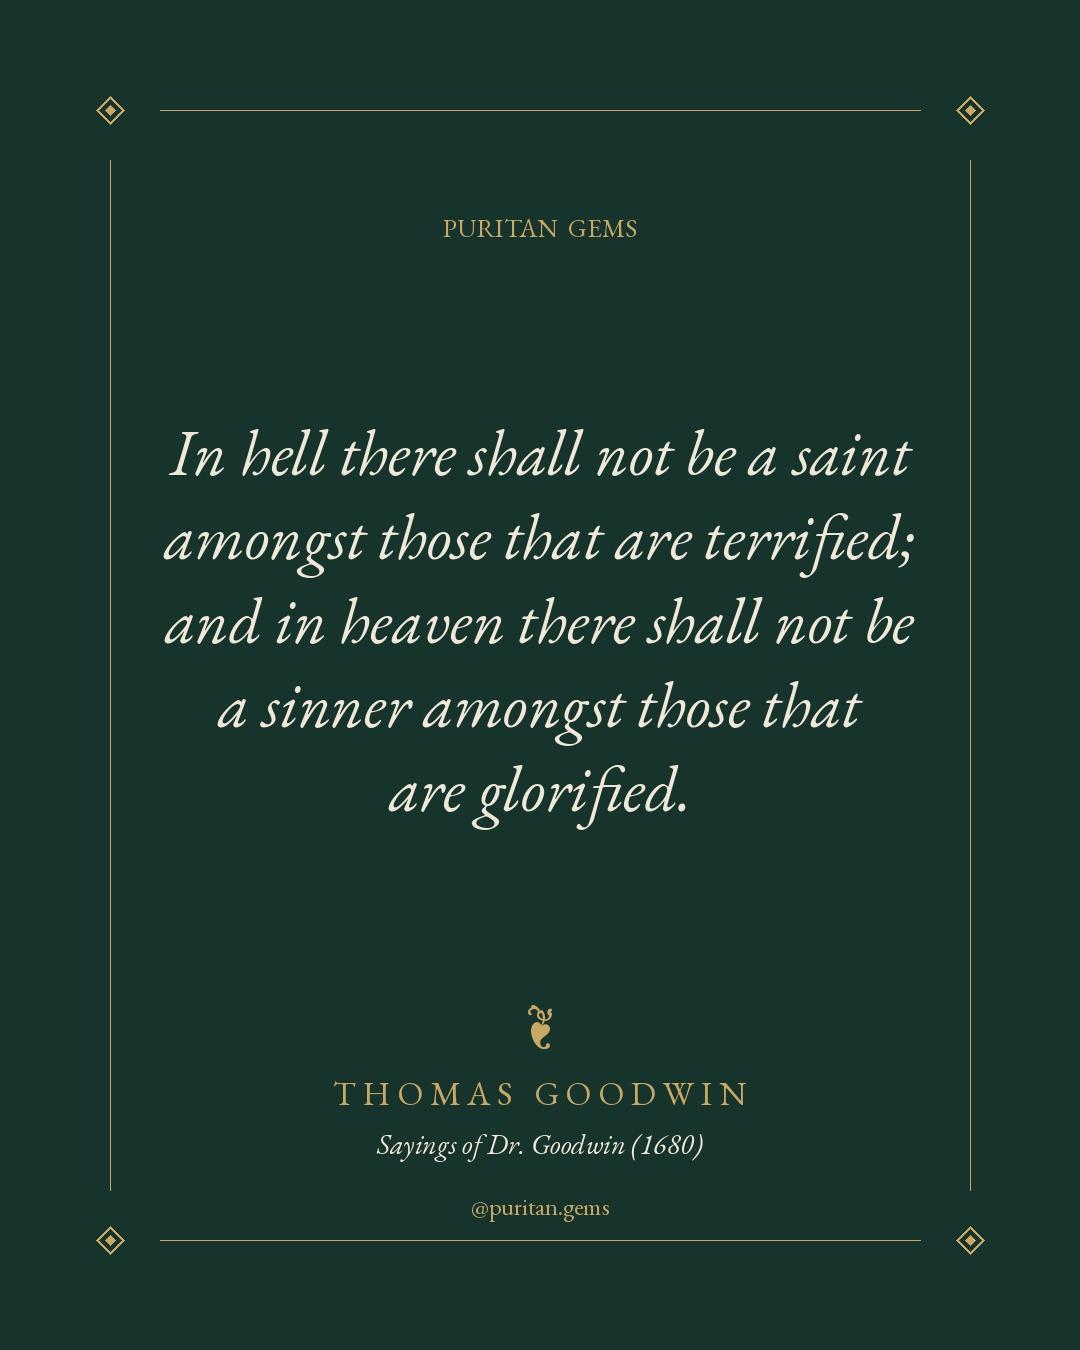 PURITAN GEMS
In hell there shall not be a saint
amongst those that are terrified;
and in heaven there shall not be
a sinner amongst those that
are glorified.
THOMAS GOODWIN
Sayings of Dr. Goodwin (1680)
@puritan.gems